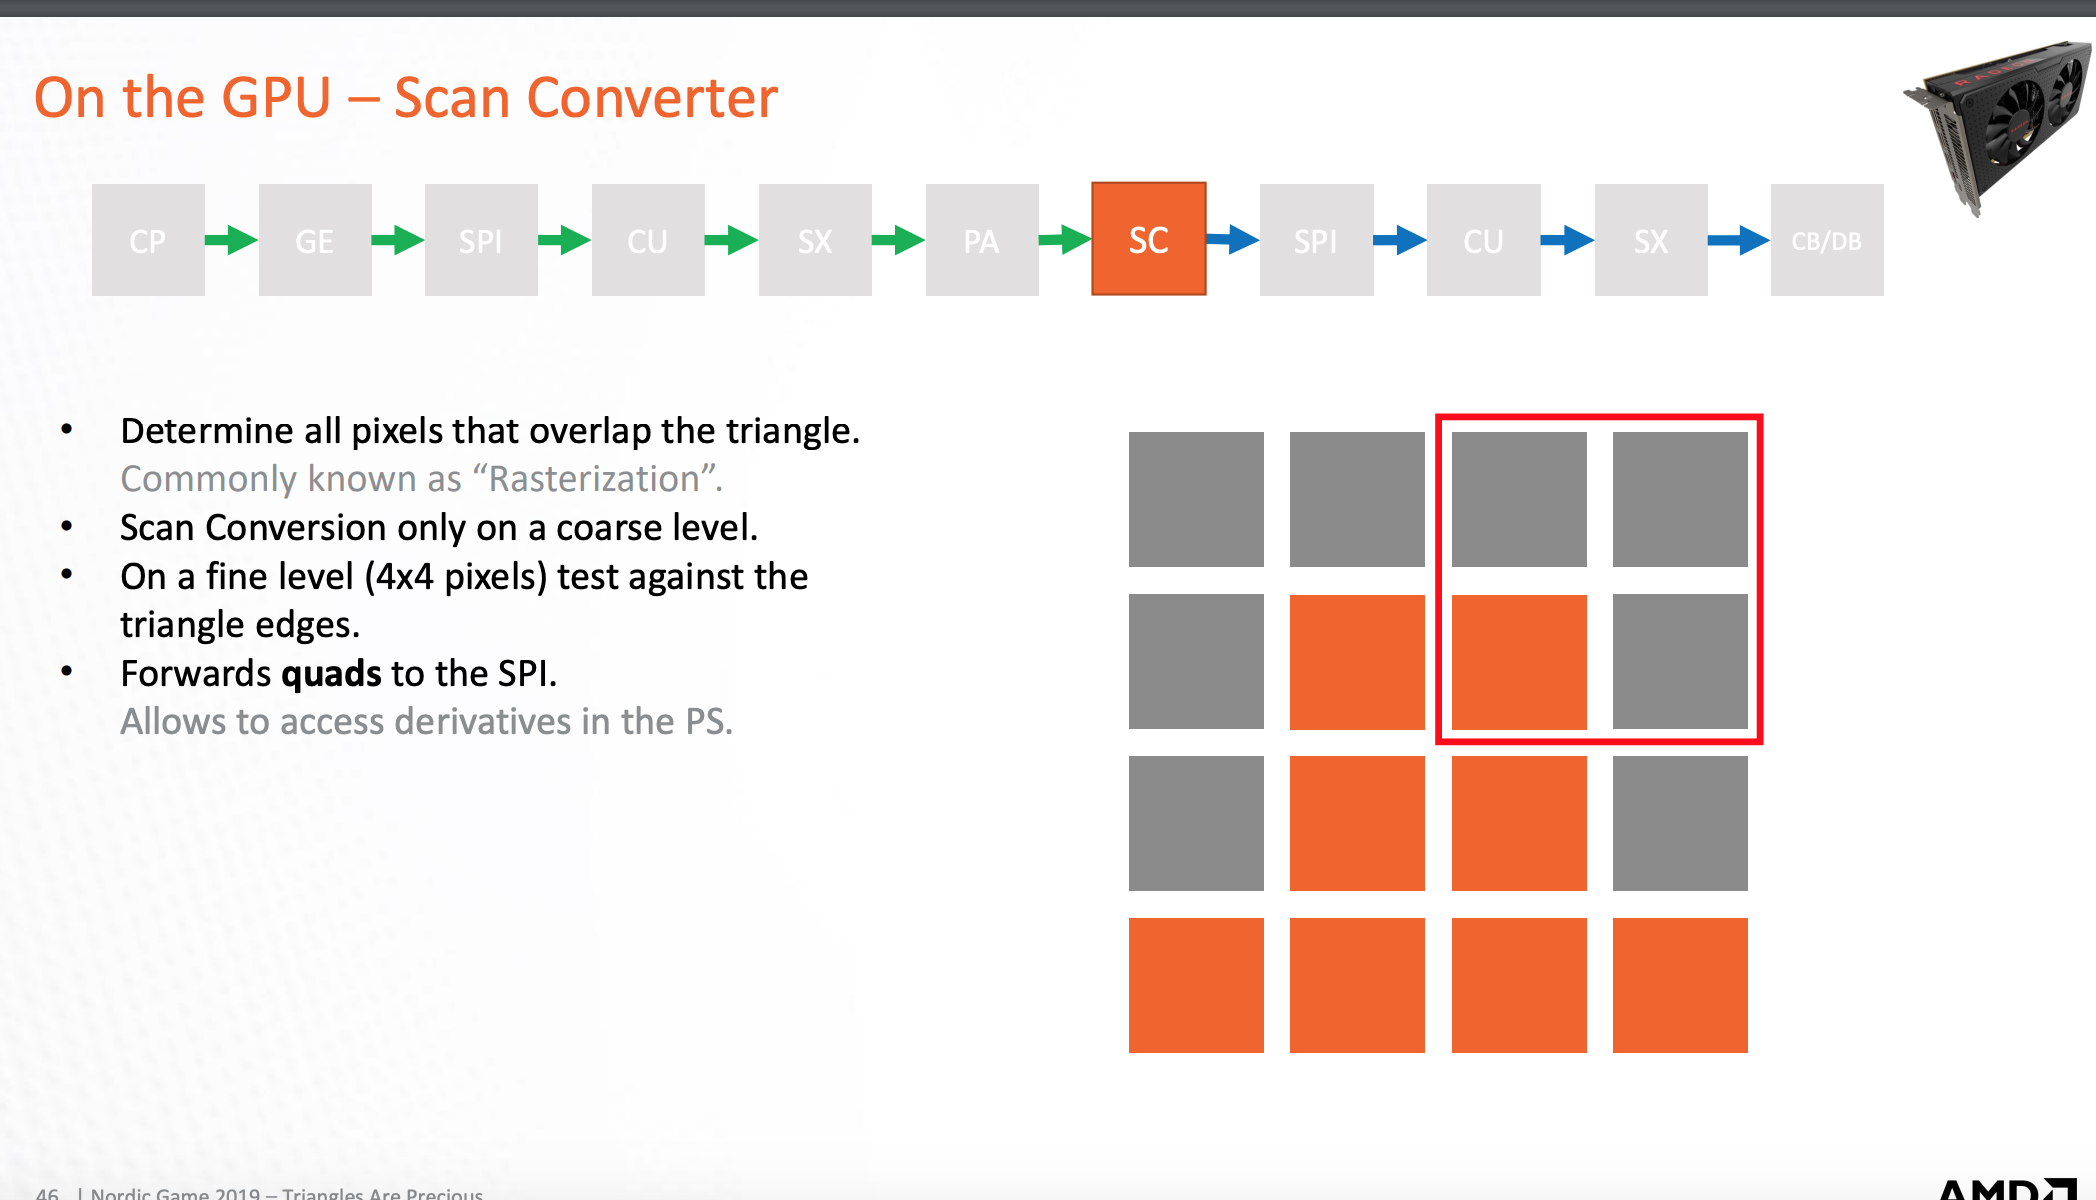 On the GPU – Scan Converter
CP
GE
SPI
CU
SX
PA
SC
SPI
CU
SX
CB/DB
• Determine all pixels that overlap the triangle.
Commonly known as “Rasterization”.
• Scan Conversion only on a coarse level.
• On a fine level (4x4 pixels) test against the
triangle edges.
• Forwards quads to the SPI.
Allows to access derivatives in the PS.
46 | Nordic Game 2019 – Triangles Are Precious
AMD
RADEON